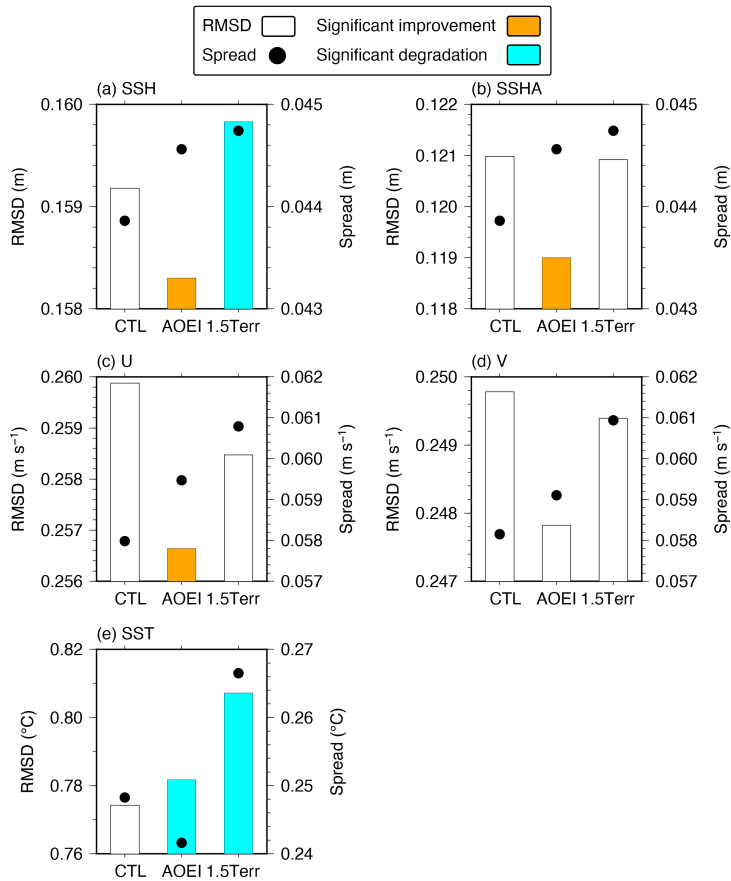 RMSD Significant improvement
Spread Significant degradation
(a) SSH
0.160
0.159
0.158
RMSD (m)
0.045
0.044
0.043
Spread (m)
CTL AOEI 1.5Terr
(b) SSHA
0.122
0.121
0.120
0.119
0.118
RMSD (m)
0.045
0.044
0.043
Spread (m)
CTL AOEI 1.5Terr
(c) U
0.260
0.259
0.258
0.257
0.256
RMSD (m s⁻¹)
0.062
0.061
0.060
0.059
0.058
0.057
Spread (m s⁻¹)
CTL AOEI 1.5Terr
(d) V
0.250
0.249
0.248
0.247
RMSD (m s⁻¹)
0.062
0.061
0.060
0.059
0.058
0.057
Spread (m s⁻¹)
CTL AOEI 1.5Terr
(e) SST
0.82
0.80
0.78
0.76
RMSD (°C)
0.27
0.26
0.25
0.24
Spread (°C)
CTL AOEI 1.5Terr